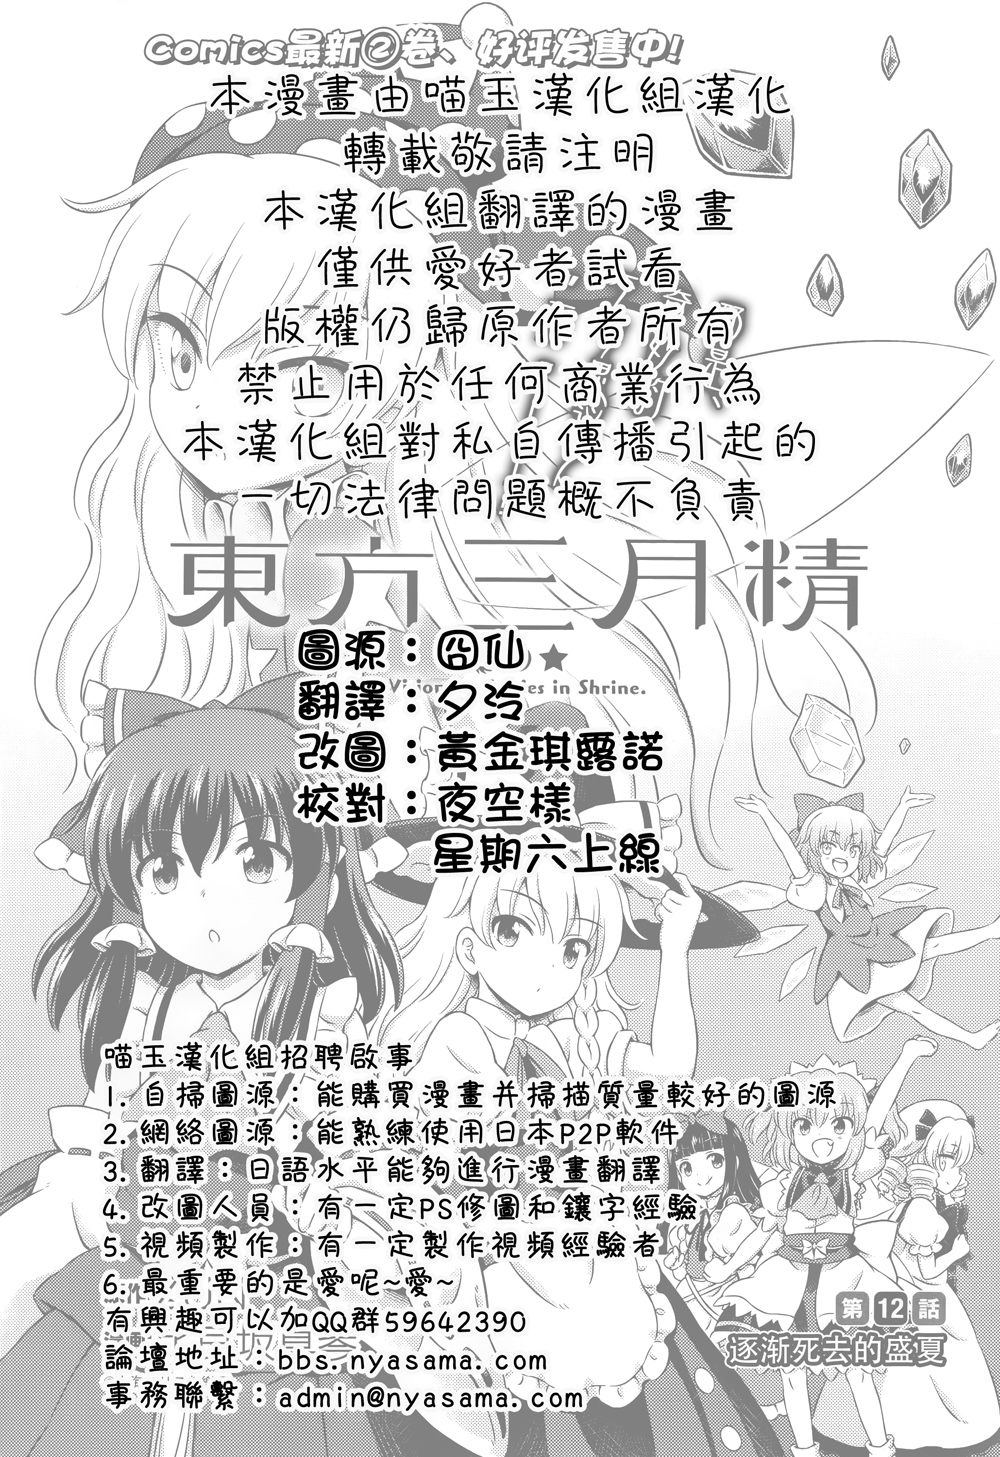 Comics最新②卷、好评发售中!
本漫畫由喵玉漢化組漢化
轉載敬請注明
本漢化組翻譯的漫畫
僅供愛好者試看
版權仍歸原作者所有
禁止用於任何商業行為
本漢化組對私自傳播引起的
一切法律問題概不負責
東方三月精
in Shrine.
圖源：囧仙
翻譯：夕泠
改圖：黃金琪露諾
校對：夜空樣
星期六上線
喵玉漢化組招聘啟事
1. 自掃圖源：能購買漫畫并掃描質量較好的圖源
2. 網絡圖源：能熟練使用日本P2P軟件
3. 翻譯：日語水平能夠進行漫畫翻譯
4. 改圖人員：有一定PS修圖和鑲字經驗
5. 視頻製作：有一定製作視頻經驗者
6. 最重要的是愛呢~愛~
有興趣可以加QQ群59642390
論壇地址：bbs.nyasama.com
事務聯繫：admin@nyasama.com
第12話
逐渐死去的盛夏